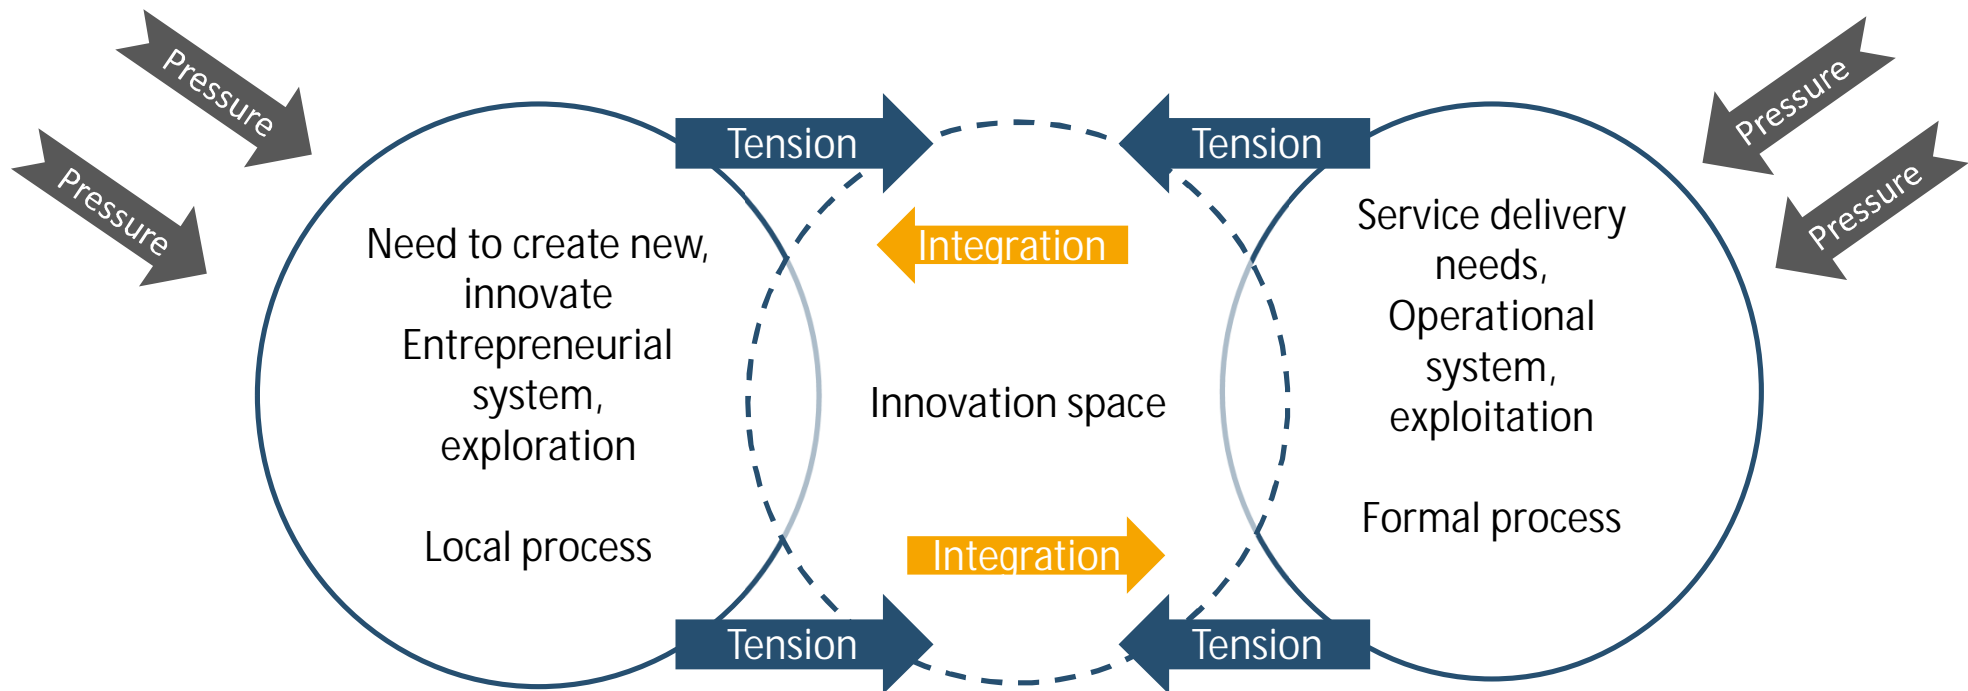 Pressure
Pressure
Pressure
Pressure
Tension
Tension
Need to create new,
innovate
Entrepreneurial
system,
exploration
Local process
Integration
Innovation space
Integration
Service delivery
needs,
Operational
system,
exploitation
Formal process
Tension
Tension